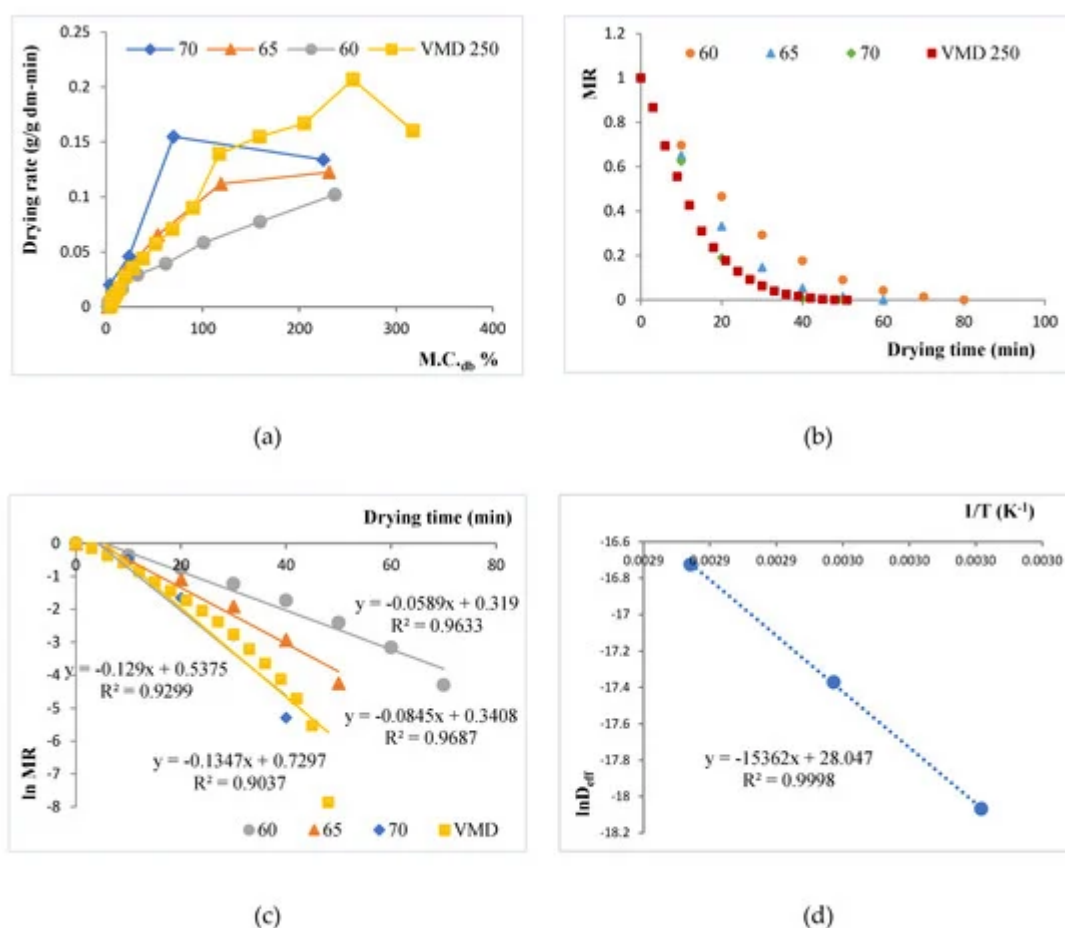 0.25
70 65 60 VMD 250
0.2
0.15
0.1
0.05
0
Drying rate (g/g dm-min)
0 100 200 300 400
M.C.db %
(a)
1.2
60 65 70 VMD 250
1
0.8
0.6
0.4
0.2
0
MR
0 20 40 60 80 100
Drying time (min)
(b)
Drying time (min)
0 20 40 60 80
0
-1
-2
-3
-4
-5
-6
-7
-8
ln MR
y = -0.0589x + 0.319
R² = 0.9633
y = -0.129x + 0.5375
R² = 0.9299
y = -0.0845x + 0.3408
R² = 0.9687
y = -0.1347x + 0.7297
R² = 0.9037
60 65 70 VMD
(c)
1/T (K-1)
-16.6
0.0029 0.0029 0.0029 0.0030 0.0030 0.0030
-16.8
-17
-17.2
-17.4
-17.6
-17.8
-18
-18.2
lnDeff
y = -15362x + 28.047
R² = 0.9998
(d)